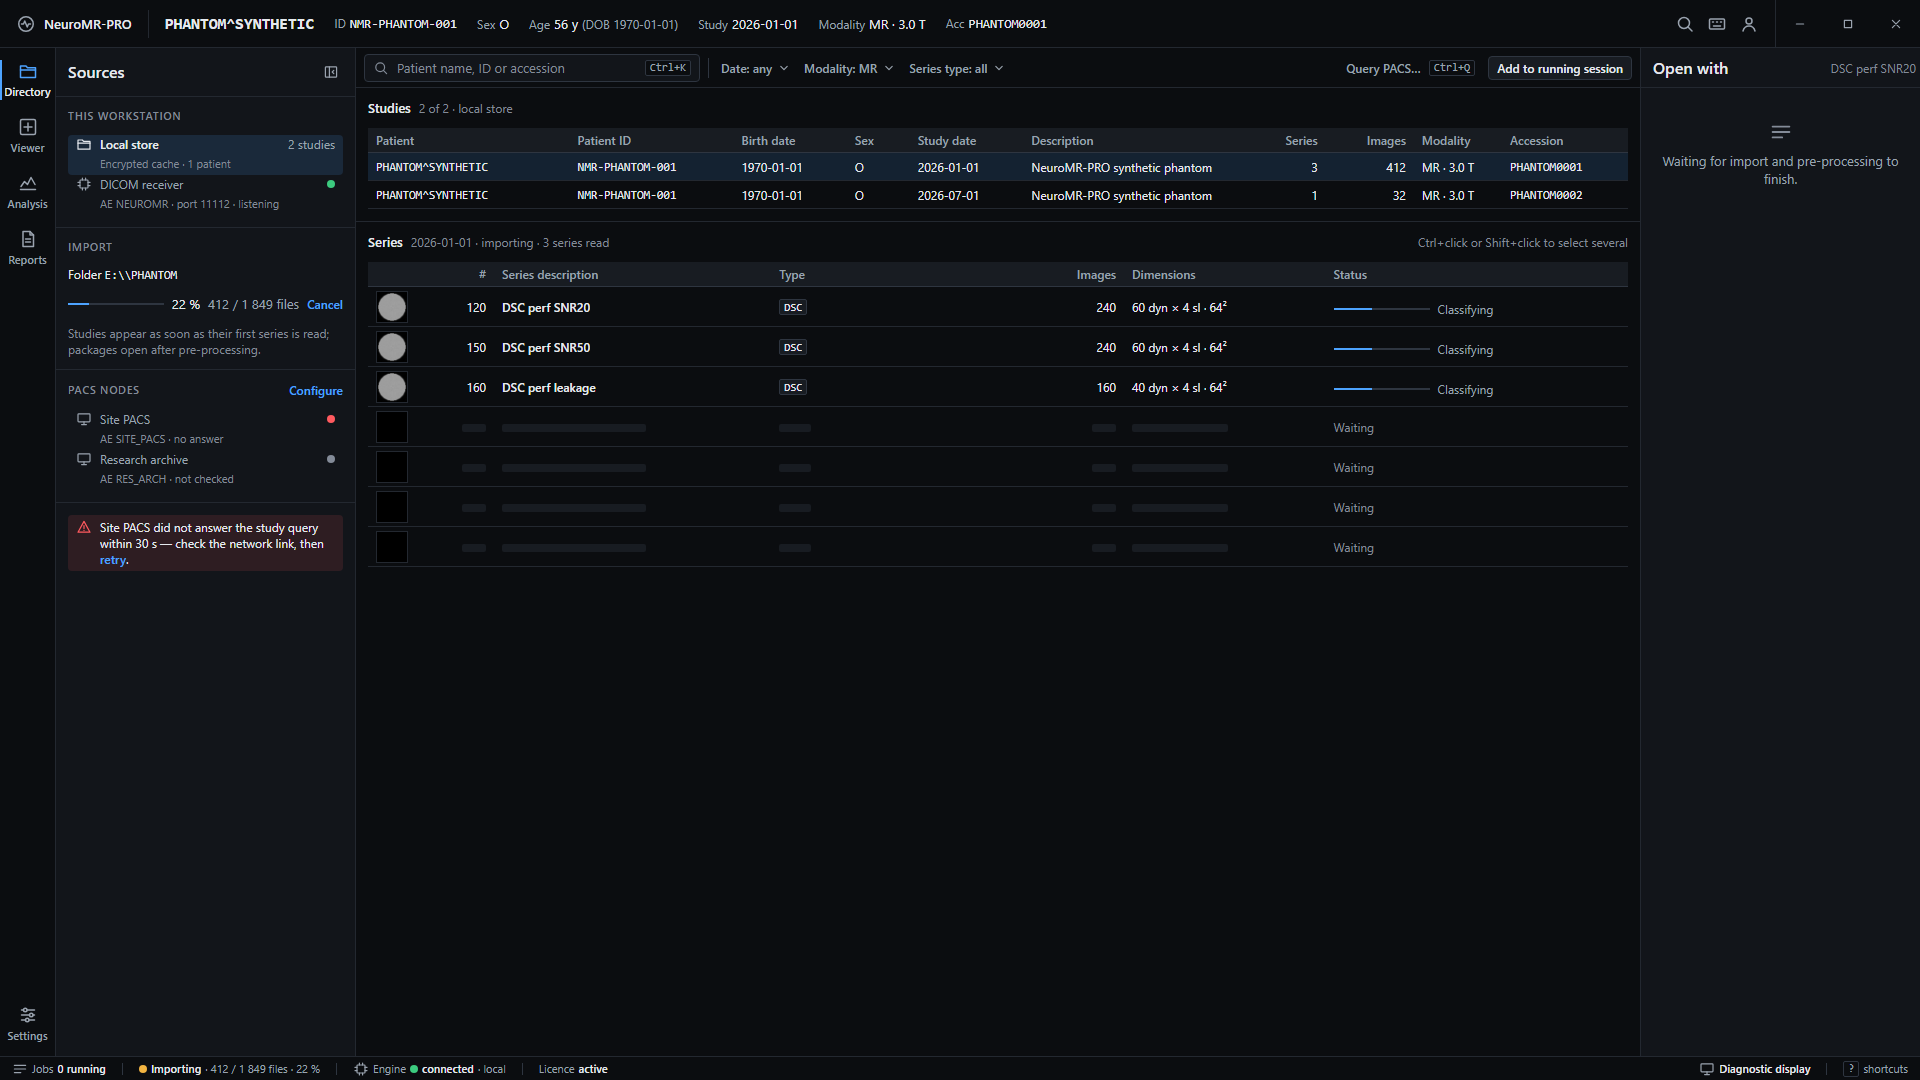 NeuroMR-PRO PHANTOM^SYNTHETIC ID NMR-PHANTOM-001 Sex O Age 56 y (DOB 1970-01-01) Study 2026-01-01 Modality MR · 3.0 T Acc PHANTOM0001
Directory
Viewer
Analysis
Reports
Settings
Sources
THIS WORKSTATION
Local store 2 studies
Encrypted cache · 1 patient
DICOM receiver
AE NEUROMR · port 11112 · listening
IMPORT
Folder E:\\PHANTOM
22 % 412 / 1 849 files Cancel
Studies appear as soon as their first series is read;
packages open after pre-processing.
PACS NODES Configure
Site PACS
AE SITE_PACS · no answer
Research archive
AE RES_ARCH · not checked
Site PACS did not answer the study query
within 30 s — check the network link, then
retry.
Patient name, ID or accession Ctrl+K Date: any Modality: MR Series type: all Query PACS... Ctrl+Q Add to running session
Studies 2 of 2 · local store
Patient Patient ID Birth date Sex Study date Description Series Images Modality Accession
PHANTOM^SYNTHETIC NMR-PHANTOM-001 1970-01-01 O 2026-01-01 NeuroMR-PRO synthetic phantom 3 412 MR · 3.0 T PHANTOM0001
PHANTOM^SYNTHETIC NMR-PHANTOM-001 1970-01-01 O 2026-07-01 NeuroMR-PRO synthetic phantom 1 32 MR · 3.0 T PHANTOM0002
Series 2026-01-01 · importing · 3 series read Ctrl+click or Shift+click to select several
# Series description Type Images Dimensions Status
120 DSC perf SNR20 DSC 240 60 dyn × 4 sl · 64² Classifying
150 DSC perf SNR50 DSC 240 60 dyn × 4 sl · 64² Classifying
160 DSC perf leakage DSC 160 40 dyn × 4 sl · 64² Classifying
Waiting
Waiting
Waiting
Waiting
Open with DSC perf SNR20
Waiting for import and pre-processing to
finish.
Jobs 0 running Importing · 412 / 1 849 files · 22 % Engine connected · local Licence active Diagnostic display ? shortcuts